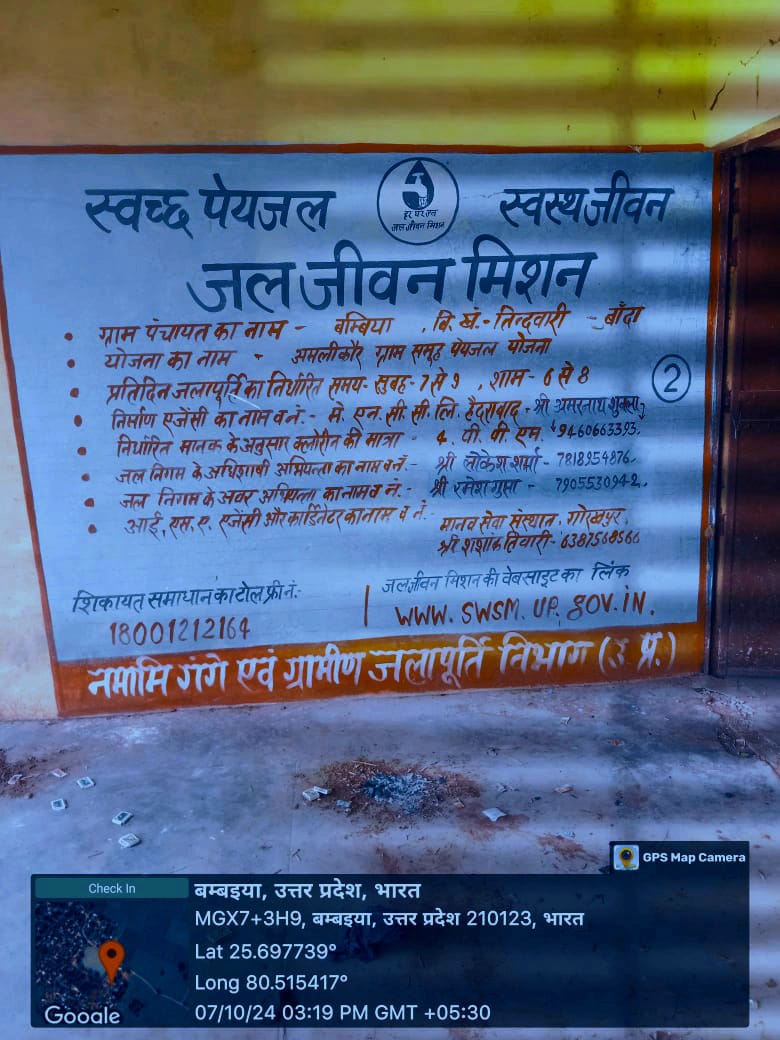 स्वच्छ पेयजल
हर घर जल
जल जीवन मिशन
स्वस्थ जीवन
जल जीवन मिशन
• ग्राम पंचायत का नाम - बम्बिया , वि. खं.- तिन्दवारी - बाँदा
• योजना का नाम - अमलीकौर ग्राम समूह पेयजल योजना
• प्रतिदिन जलापूर्ति का निर्धारित समय- सुबह- 7 से 9 , शाम - 6 से 8
②
• निर्माण एजेंसी का नाम व नं.- मे. एन. सी. सी. लि. हैदराबाद - श्री अमरनाथ शुक्ला
• निर्धारित मानक के अनुसार क्लोरीन की मात्रा - पी. पी. एम. 9460663393.
• जल निगम के अधिशाषी अभियन्ता का नाम व नं.- श्री लोकेश शर्मा - 7818954876.
• जल निगम के अवर अभियन्ता का नाम व नं.- श्री रमेश गुप्ता - 7905530942.
• आई. एस. ए. एजेंसी और कार्डिनेटर का नाम व नं.- मानव सेवा संस्थान, गोरखपुर
श्री शशांक तिवारी - 6387568566
शिकायत समाधान का टोल फ्री नं.-
18001212164
जल जीवन मिशन की वेबसाइट का लिंक
WWW. SWSM. UP. GOV. IN.
नमामि गंगे एवं ग्रामीण जलापूर्ति विभाग (उ प्र.)
GPS Map Camera
Check In
बम्बइया, उत्तर प्रदेश, भारत
MGX7+3H9, बम्बइया, उत्तर प्रदेश 210123, भारत
Lat 25.697739°
Long 80.515417°
07/10/24 03:19 PM GMT +05:30
Google